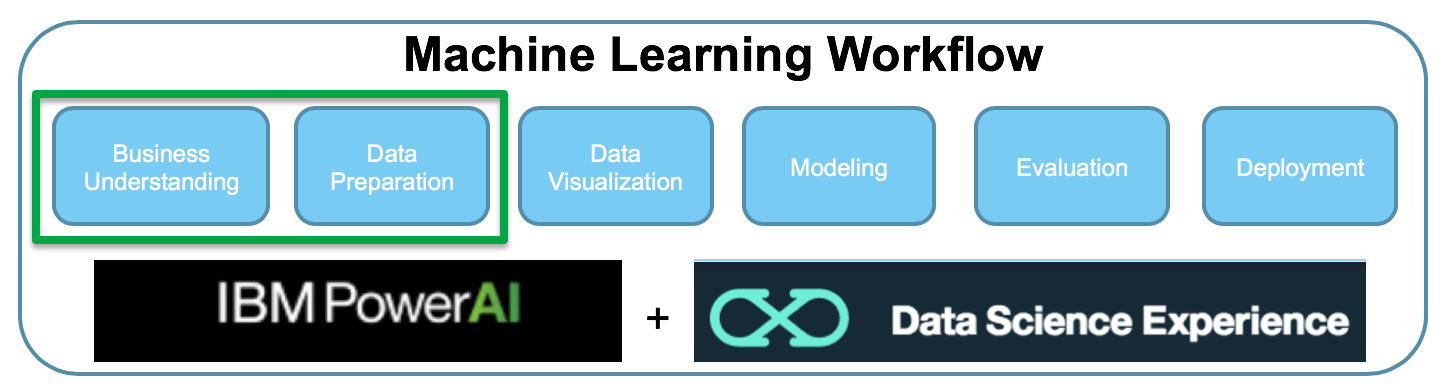 Machine Learning Workflow
Business
Understanding
Data
Preparation
Data
Visualization
Modeling
Evaluation
Deployment
IBM PowerAI
+
Data Science Experience